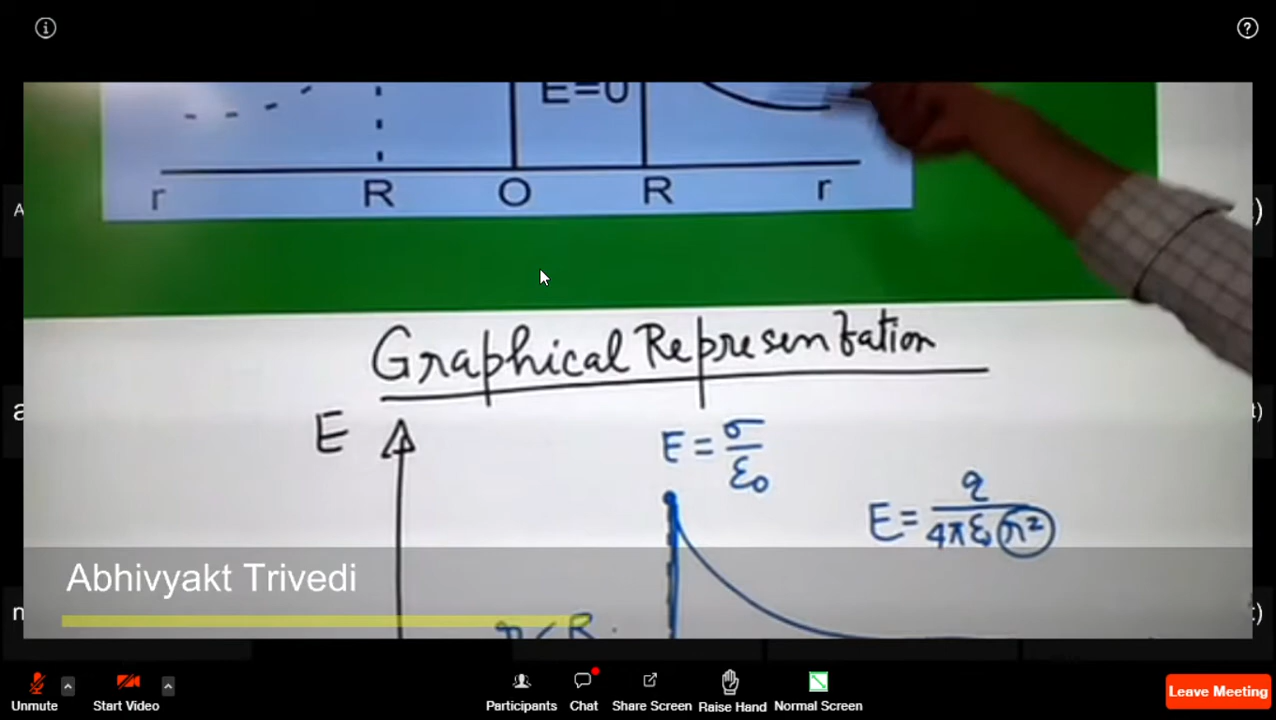 E=0
r R O R r
A )
Graphical Representation
E
E = σ/ε₀
a t)
E = q/4πε₀r²
Abhivyakt Trivedi
r < R.
n t)
Unmute Start Video Participants Chat Share Screen Raise Hand Normal Screen Leave Meeting